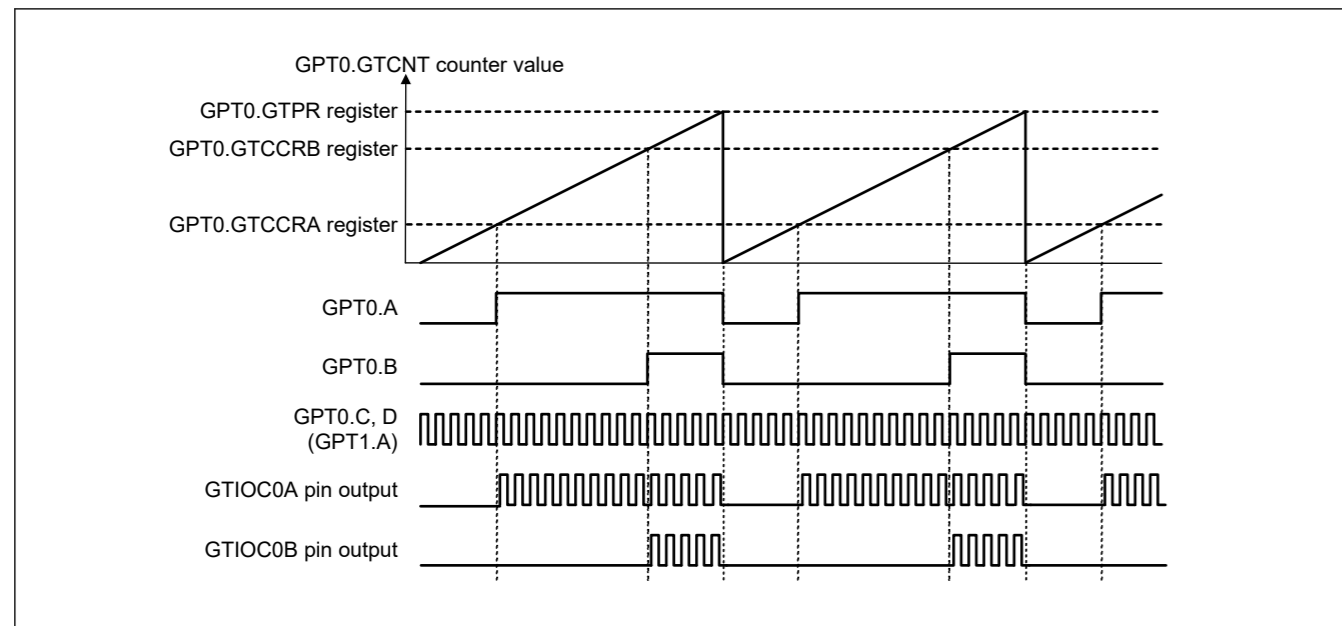 GPT0.GTCNT counter value
GPT0.GTPR register
GPT0.GTCCRB register
GPT0.GTCCRA register
GPT0.A
GPT0.B
GPT0.C, D
(GPT1.A)
GTIOC0A pin output
GTIOC0B pin output